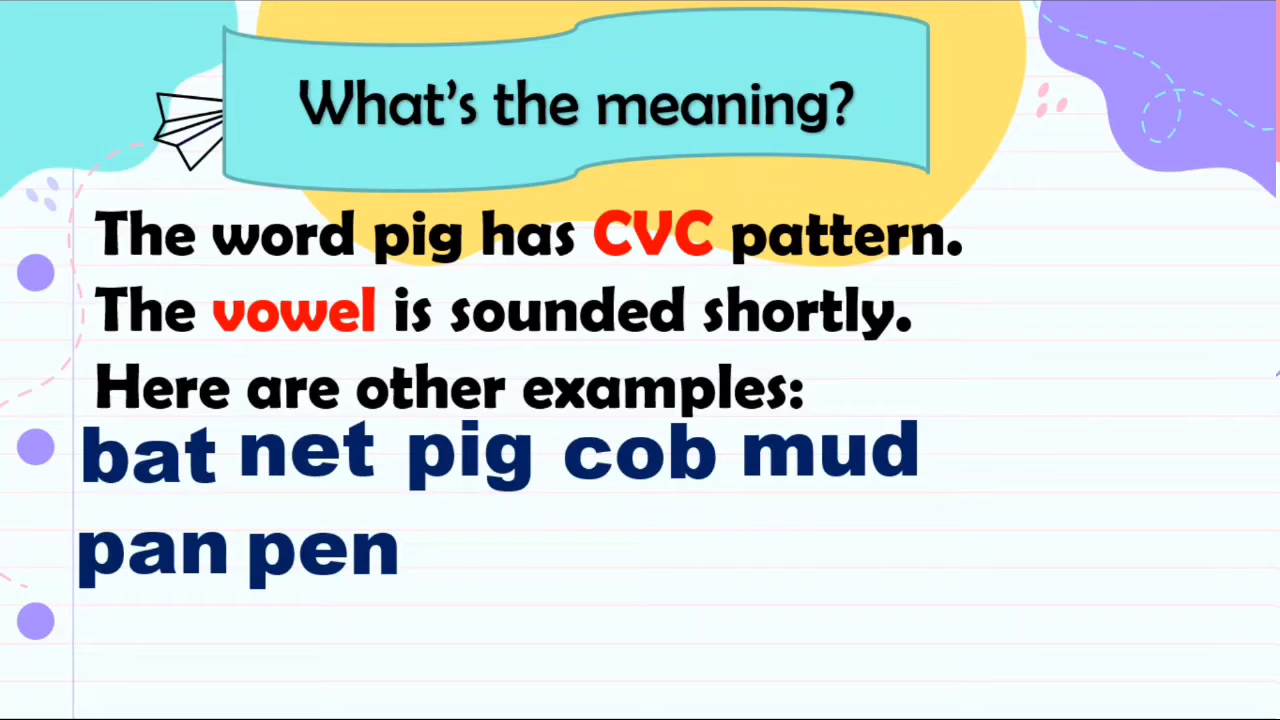 What's the meaning?
The word pig has CVC pattern.
The vowel is sounded shortly.
Here are other examples:
bat net pig cob mud
pan pen